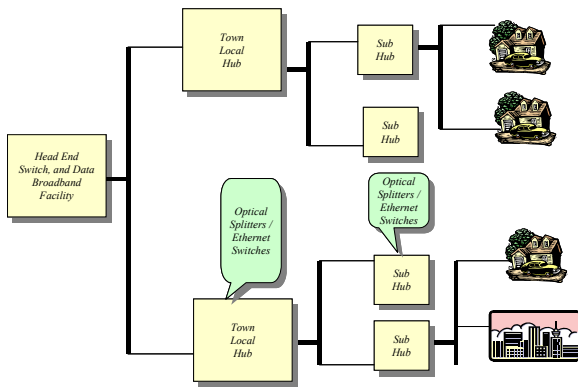 Town
Local
Hub
Sub
Hub
Sub
Hub
Head End
Switch, and Data
Broadband
Facility
Optical
Splitters /
Ethernet
Switches
Optical
Splitters /
Ethernet
Switches
Sub
Hub
Town
Local
Hub
Sub
Hub